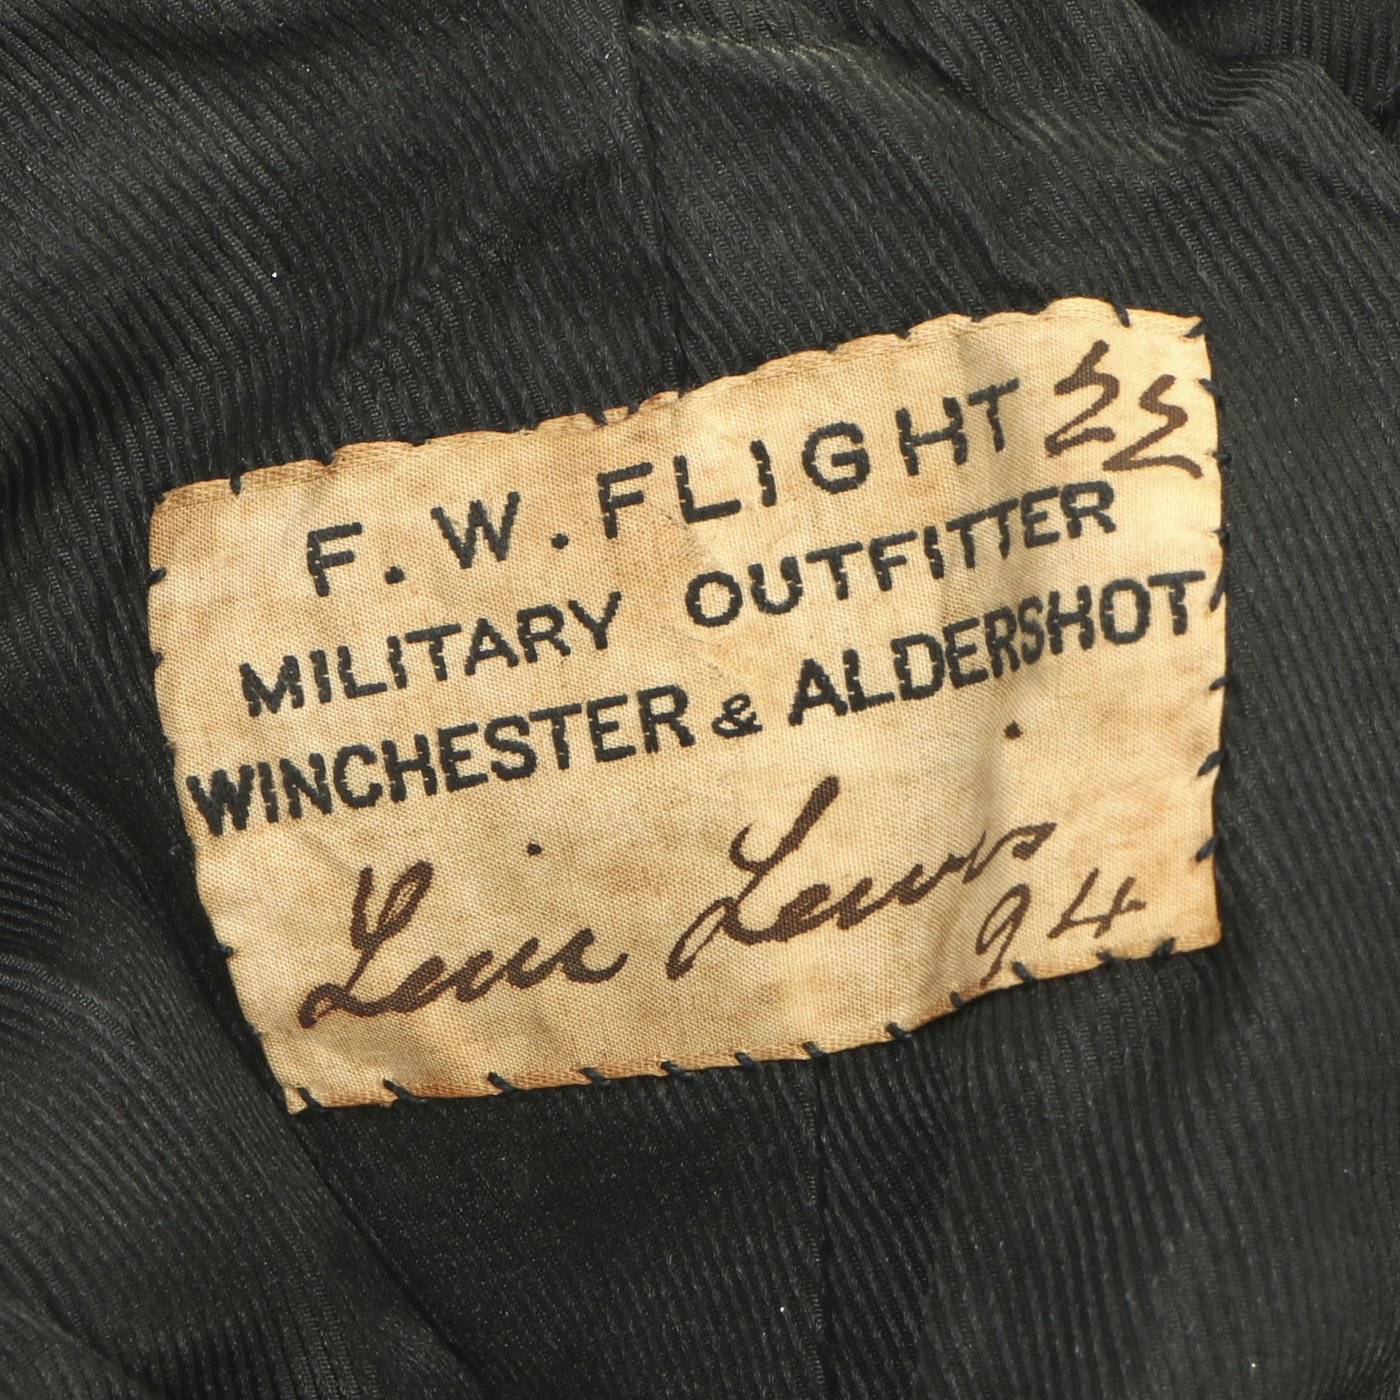 F. W. FLIGHT 22
MILITARY OUTFITTER
WINCHESTER & ALDERSHOT
Lewis
94